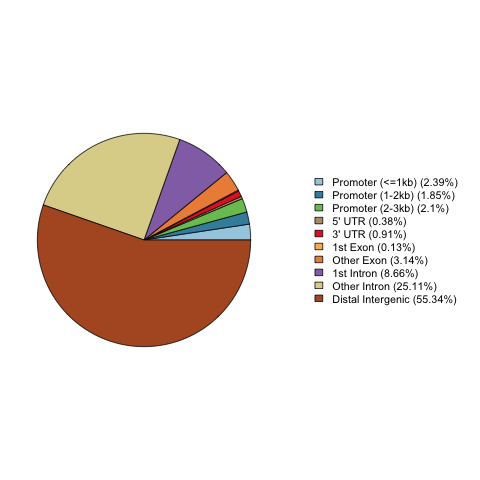 Promoter (<=1kb) (2.39%)
Promoter (1-2kb) (1.85%)
Promoter (2-3kb) (2.1%)
5' UTR (0.38%)
3' UTR (0.91%)
1st Exon (0.13%)
Other Exon (3.14%)
1st Intron (8.66%)
Other Intron (25.11%)
Distal Intergenic (55.34%)